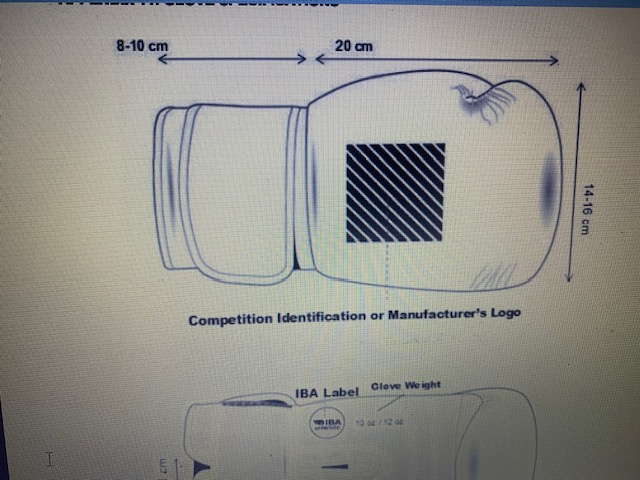 8-10 cm
20 cm
14-16 cm
Competition Identification or Manufacturer's Logo
IBA Label
Glove Weight
IBA
10 oz / 12 oz